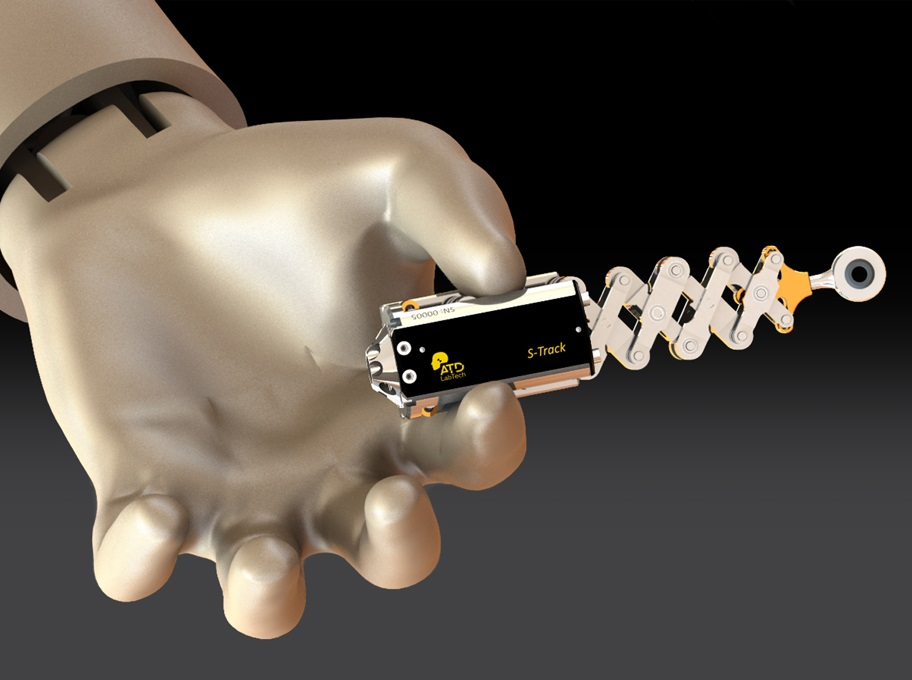 SN: 00005
ATD
LabTech
S-Track